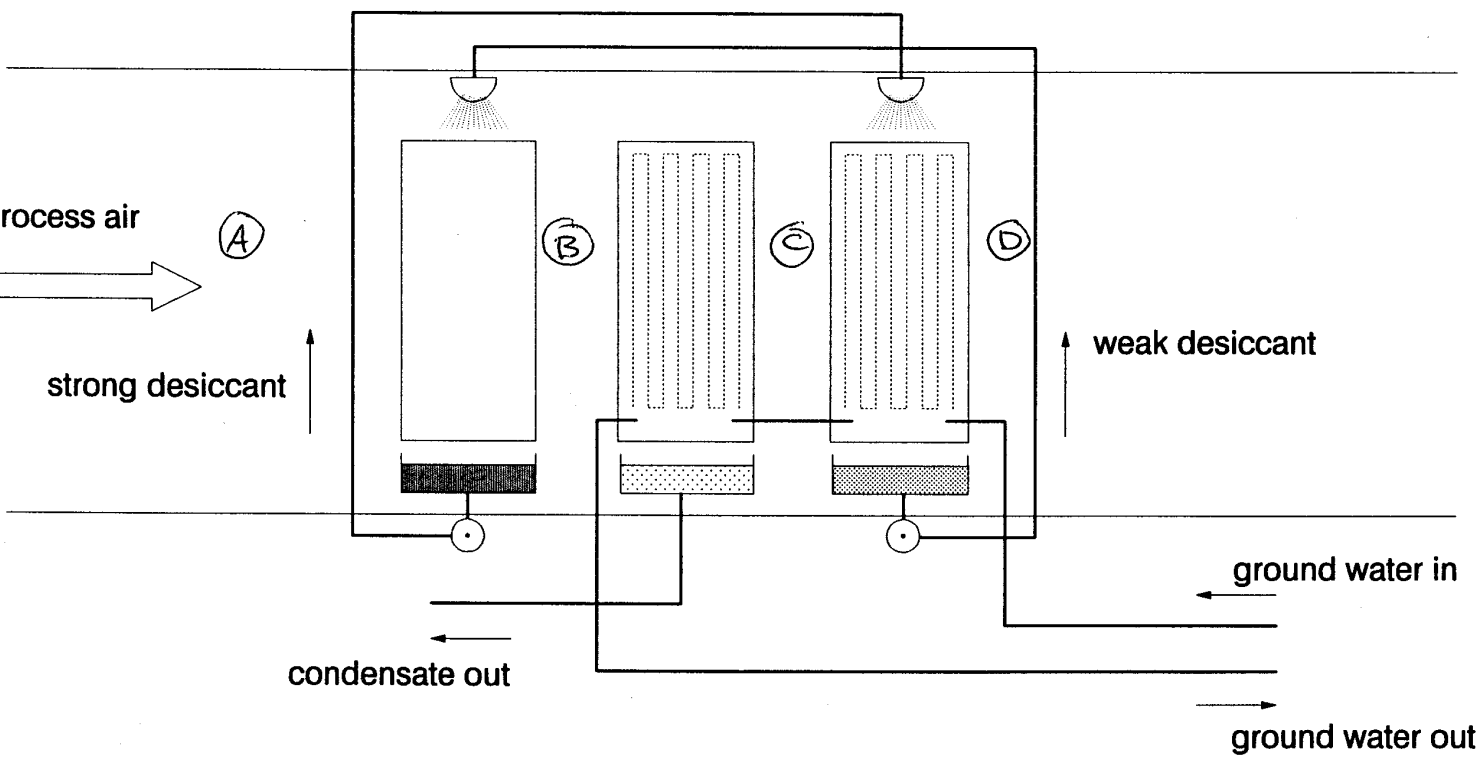 rocess air
A
B
C
D
strong desiccant
weak desiccant
ground water in
condensate out
ground water out